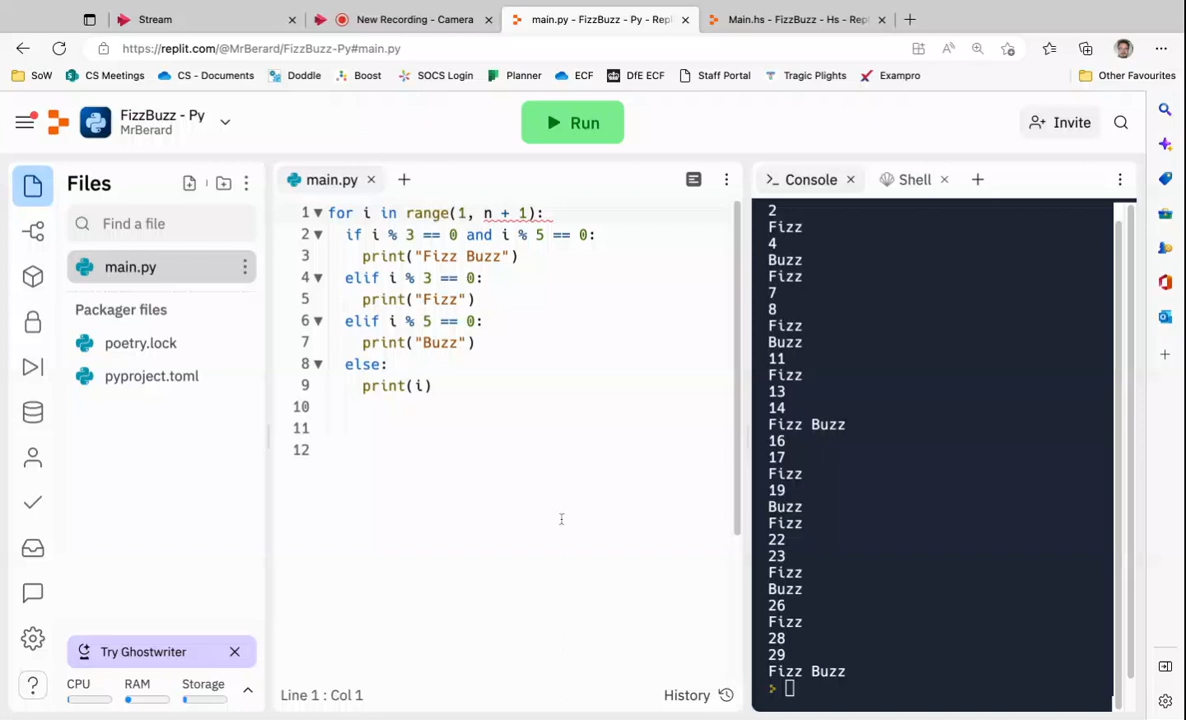 Stream
New Recording - Camera
main.py - FizzBuzz - Py - Repl
Main.hs - FizzBuzz - Hs - Repl
https://replit.com/@MrBerard/FizzBuzz-Py#main.py
SoW
CS Meetings
CS - Documents
Doddle
Boost
SOCS Login
Planner
ECF
DfE ECF
Staff Portal
Tragic Plights
Exampro
Other Favourites
FizzBuzz - Py
MrBerard
Run
Invite
Files
main.py
Console
Shell
Find a file
main.py
Packager files
poetry.lock
pyproject.toml
1 for i in range(1, n + 1):
2 if i % 3 == 0 and i % 5 == 0:
3 print("Fizz Buzz")
4 elif i % 3 == 0:
5 print("Fizz")
6 elif i % 5 == 0:
7 print("Buzz")
8 else:
9 print(i)
10
11
12
2
Fizz
4
Buzz
Fizz
7
8
Fizz
Buzz
11
Fizz
13
14
Fizz Buzz
16
17
Fizz
19
Buzz
Fizz
22
23
Fizz
Buzz
26
Fizz
28
29
Fizz Buzz
>
Try Ghostwriter
CPU
RAM
Storage
Line 1 : Col 1
History